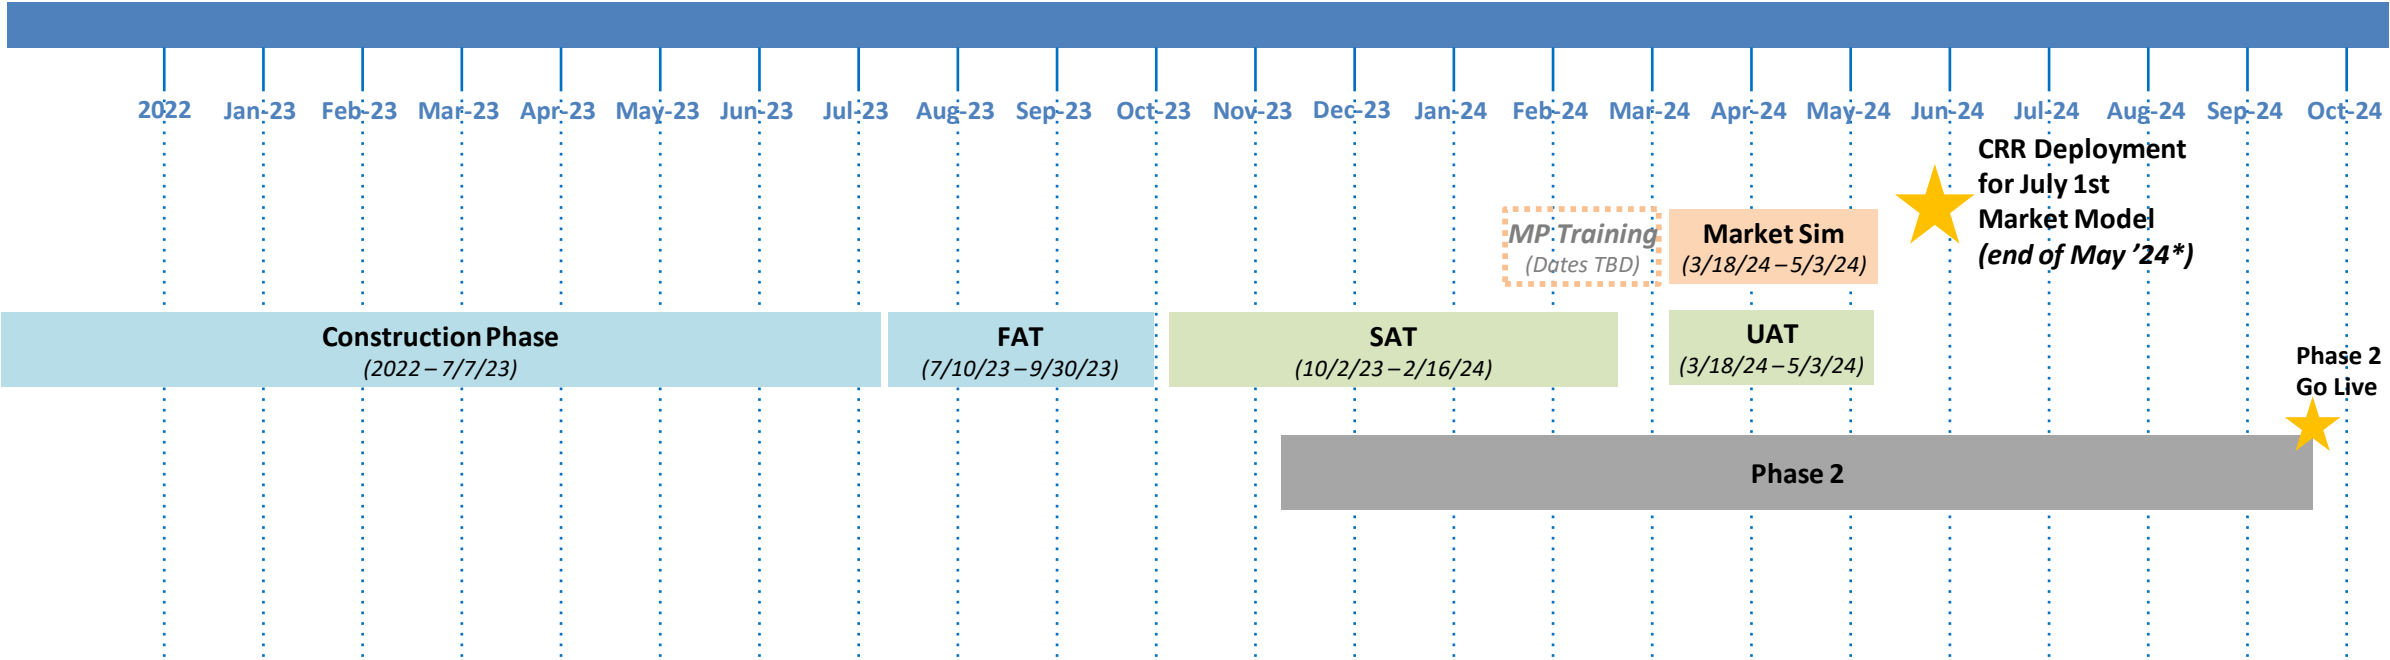 2022 Jan-23 Feb-23 Mar-23 Apr-23 May-23 Jun-23 Jul-23 Aug-23 Sep-23 Oct-23 Nov-23 Dec-23 Jan-24 Feb-24 Mar-24 Apr-24 May-24 Jun-24 Jul-24 Aug-24 Sep-24 Oct-24
CRR Deployment
for July 1st
Market Model
(end of May ’24*)
MP Training
(Dates TBD)
Market Sim
(3/18/24 – 5/3/24)
Construction Phase
(2022 – 7/7/23)
FAT
(7/10/23 – 9/30/23)
SAT
(10/2/23 – 2/16/24)
UAT
(3/18/24 – 5/3/24)
Phase 2
Go Live
Phase 2